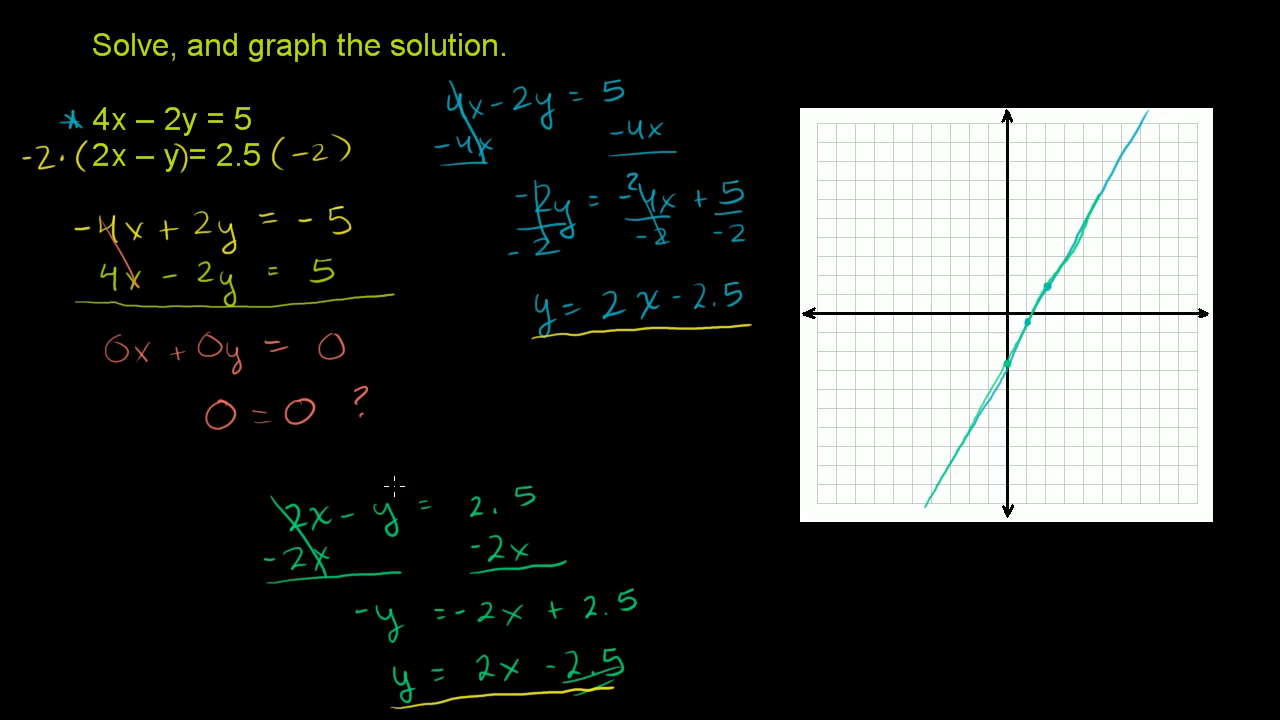 Solve, and graph the solution.
* 4x – 2y = 5
-2 · ( 2x – y ) = 2.5 ( -2 )
-4x + 2y = -5
4x - 2y = 5
0x + 0y = 0
0 = 0 ?
4x - 2y = 5
-4x -4x
-2y = -4x + 5
-2 -2 -2
2
y = 2x - 2.5
2x - y = 2.5
-2x -2x
-y = -2x + 2.5
y = 2x - 2.5